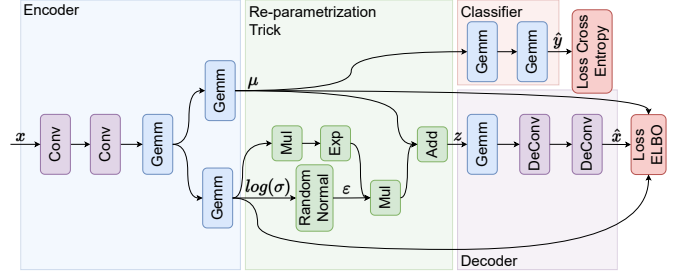 Encoder
Re-parametrization
Trick
Classifier
Gemm
Gemm
ŷ
Loss Cross
Entropy
Gemm
μ
x
Conv
Conv
Gemm
Mul
Exp
Add
z
Gemm
DeConv
DeConv
x̂
Loss
ELBO
Gemm
log(σ)
Random
Normal
ε
Mul
Decoder